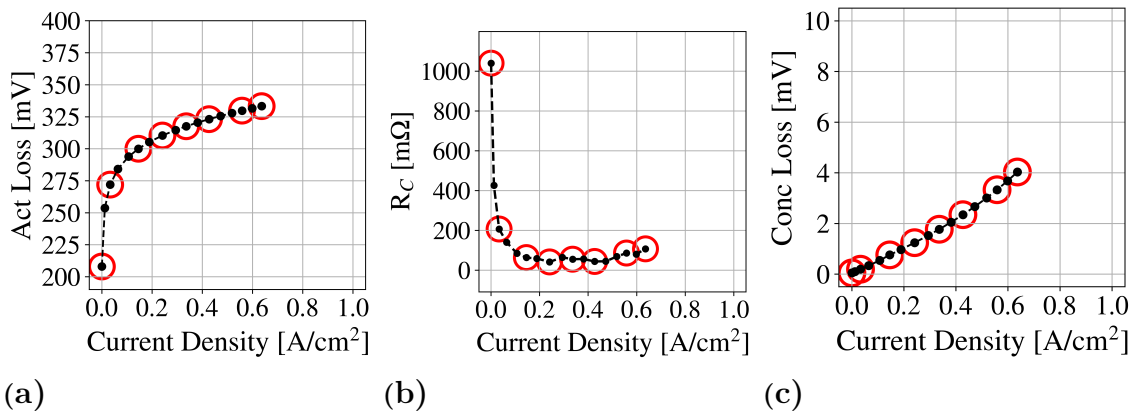 400
375
350
325
300
275
250
225
200
Act Loss [mV]
0.0 0.2 0.4 0.6 0.8 1.0
Current Density [A/cm²]
(a)
1000
800
600
400
200
0
R_C [mΩ]
0.0 0.2 0.4 0.6 0.8 1.0
Current Density [A/cm²]
(b)
10
8
6
4
2
0
Conc Loss [mV]
0.0 0.2 0.4 0.6 0.8 1.0
Current Density [A/cm²]
(c)